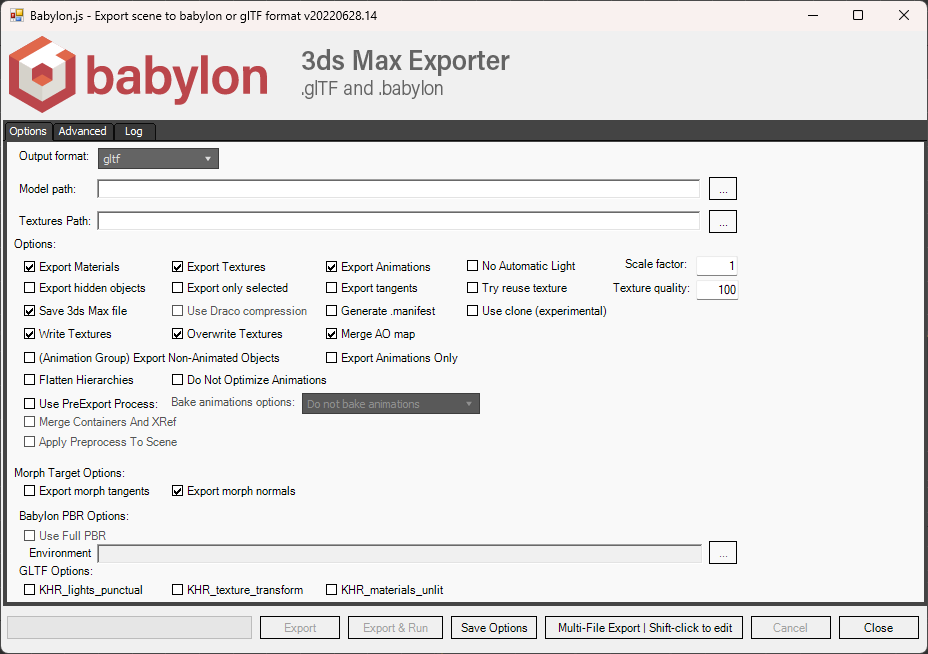 Babylon.js - Export scene to babylon or glTF format v20220628.14
babylon
3ds Max Exporter
.glTF and .babylon
Options Advanced Log
Output format: gltf
Model path: ...
Textures Path: ...
Options:
Export Materials Export Textures Export Animations No Automatic Light Scale factor: 1
Export hidden objects Export only selected Export tangents Try reuse texture Texture quality: 100
Save 3ds Max file Use Draco compression Generate .manifest Use clone (experimental)
Write Textures Overwrite Textures Merge AO map
(Animation Group) Export Non-Animated Objects Export Animations Only
Flatten Hierarchies Do Not Optimize Animations
Use PreExport Process: Bake animations options: Do not bake animations
Merge Containers And XRef
Apply Preprocess To Scene
Morph Target Options:
Export morph tangents Export morph normals
Babylon PBR Options:
Use Full PBR
Environment ...
GLTF Options:
KHR_lights_punctual KHR_texture_transform KHR_materials_unlit
Export Export & Run Save Options Multi-File Export | Shift-click to edit Cancel Close